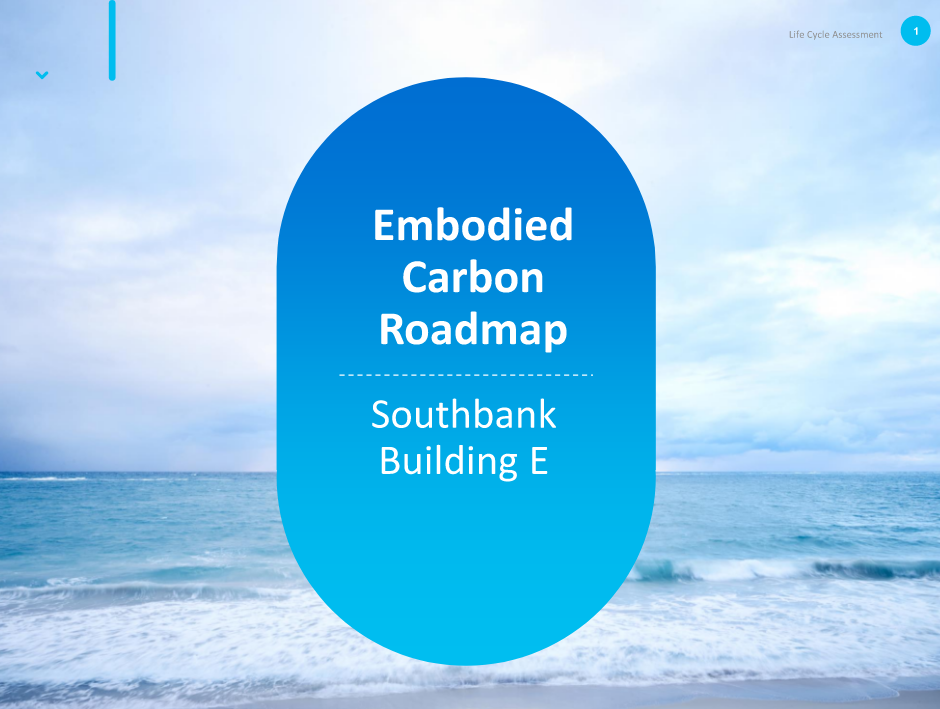 Life Cycle Assessment
1
Embodied
Carbon
Roadmap
Southbank
Building E